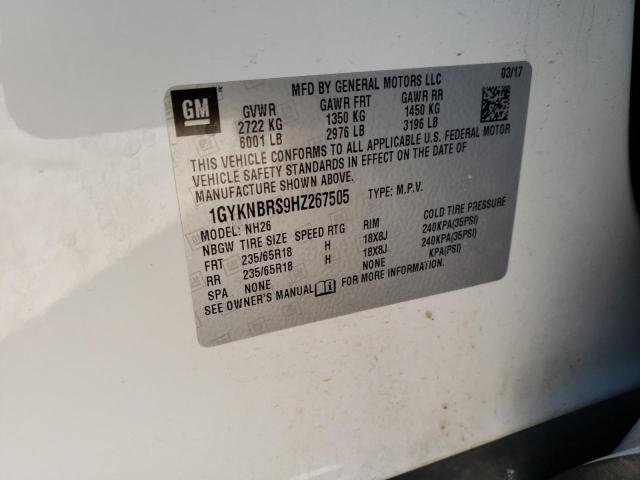 MFD BY GENERAL MOTORS LLC 03/17
GM
GVWR GAWR FRT GAWR RR
2722 KG 1350 KG 1450 KG
6001 LB 2976 LB 3196 LB
THIS VEHICLE CONFORMS TO ALL APPLICABLE U.S. FEDERAL MOTOR
VEHICLE SAFETY STANDARDS IN EFFECT ON THE DATE OF
MANUFACTURE SHOWN ABOVE.
1GYKNBRS9HZ267505 TYPE: M.P.V.
MODEL: NH26
NBGW TIRE SIZE SPEED RTG RIM COLD TIRE PRESSURE
FRT 235/65R18 H 18X8J 240KPA(35PSI)
RR 235/65R18 H 18X8J 240KPA(35PSI)
SPA NONE NONE KPA(PSI)
SEE OWNER'S MANUAL FOR MORE INFORMATION.